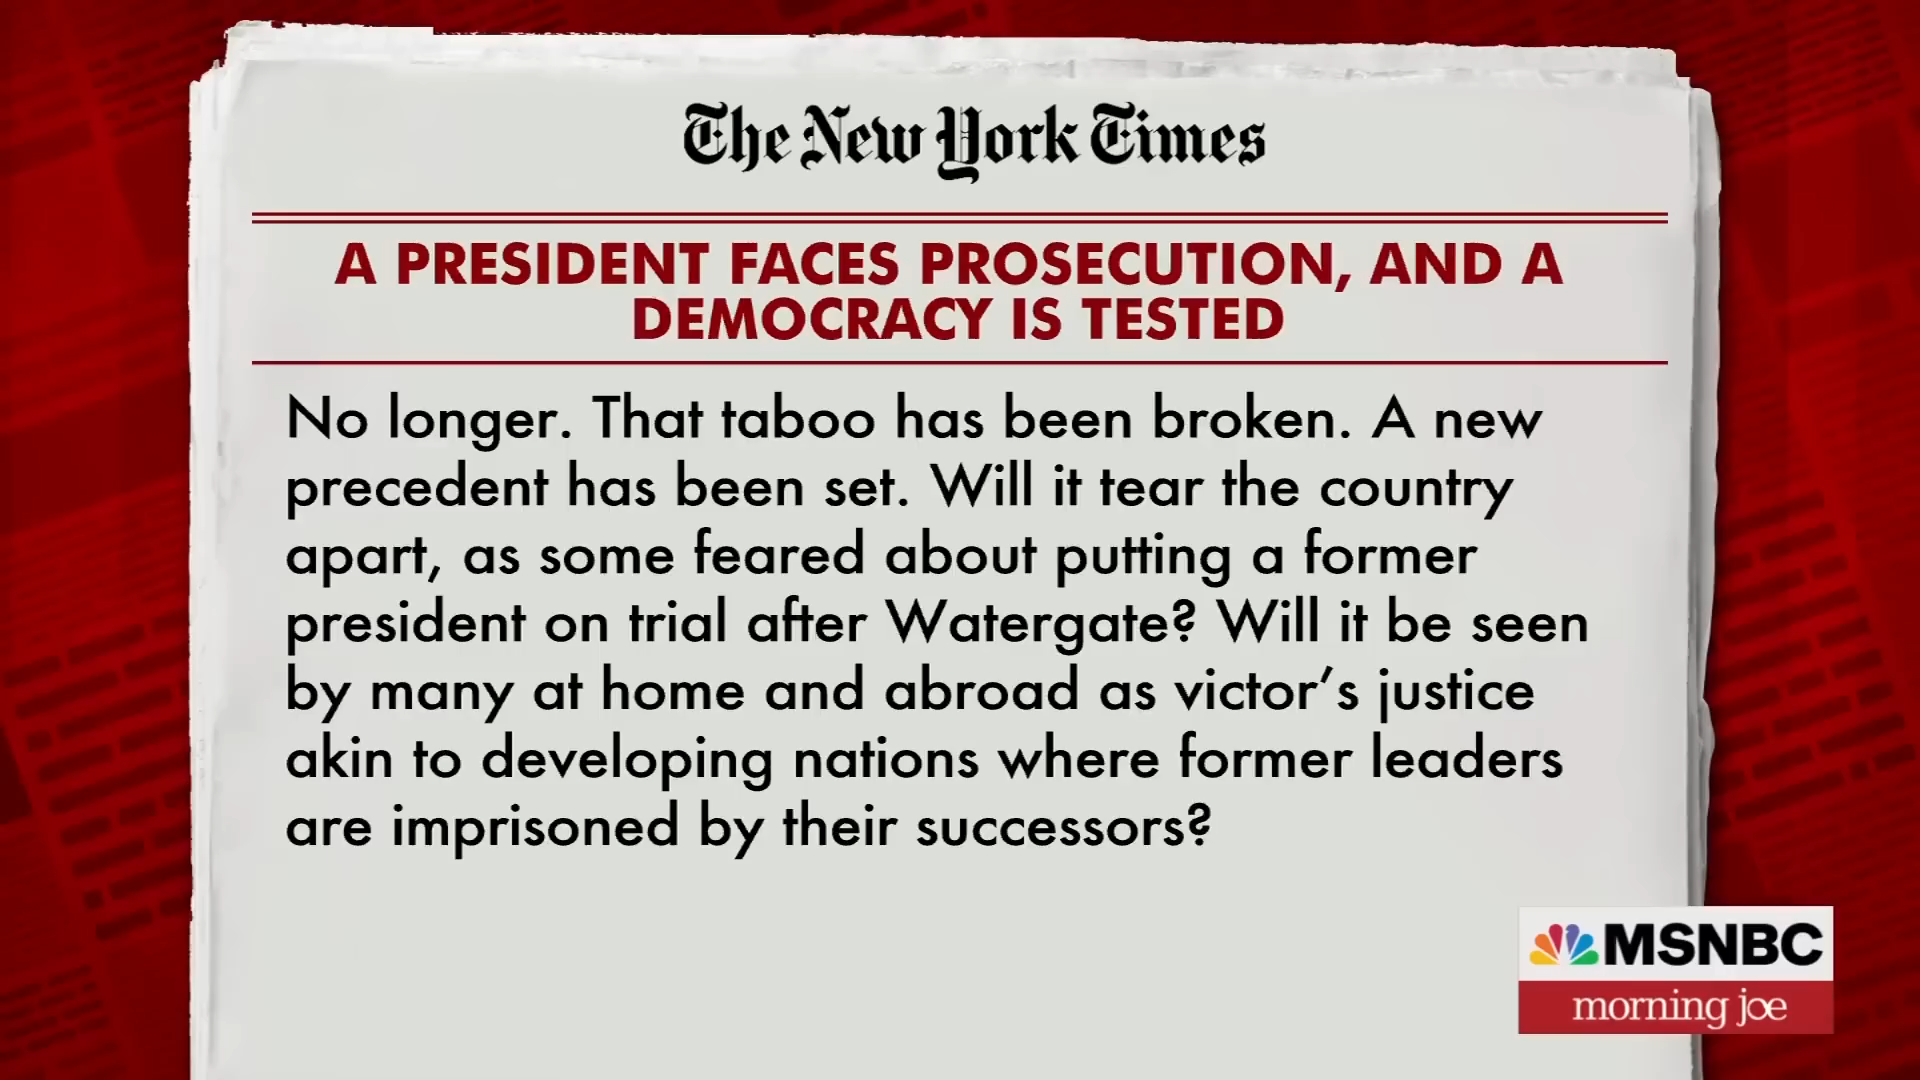 The New York Times
A PRESIDENT FACES PROSECUTION, AND A
DEMOCRACY IS TESTED
No longer. That taboo has been broken. A new
precedent has been set. Will it tear the country
apart, as some feared about putting a former
president on trial after Watergate? Will it be seen
by many at home and abroad as victor’s justice
akin to developing nations where former leaders
are imprisoned by their successors?
MSNBC
morning joe